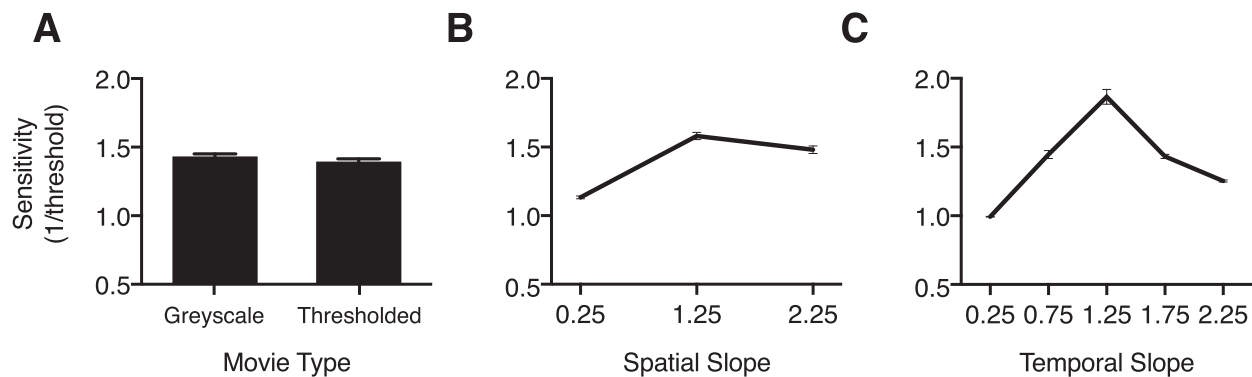 A
B
C
Sensitivity
(1/threshold)
2.0
1.5
1.0
0.5
Greyscale
Thresholded
Movie Type
2.0
1.5
1.0
0.5
0.25
1.25
2.25
Spatial Slope
2.0
1.5
1.0
0.5
0.25 0.75 1.25 1.75 2.25
Temporal Slope